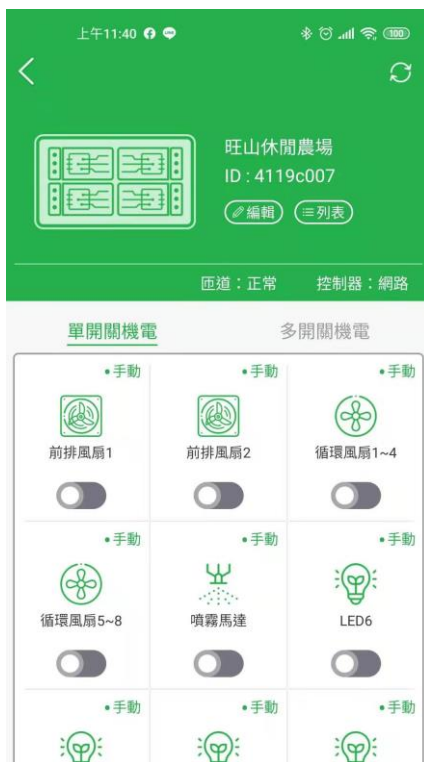 上午11:40
100
旺山休閒農場
ID : 4119c007
編輯 列表
匝道：正常 控制器：網路
單開關機電 多開關機電
手動 手動 手動
前排風扇1 前排風扇2 循環風扇1~4
手動 手動 手動
循環風扇5~8 噴霧馬達 LED6
手動 手動 手動